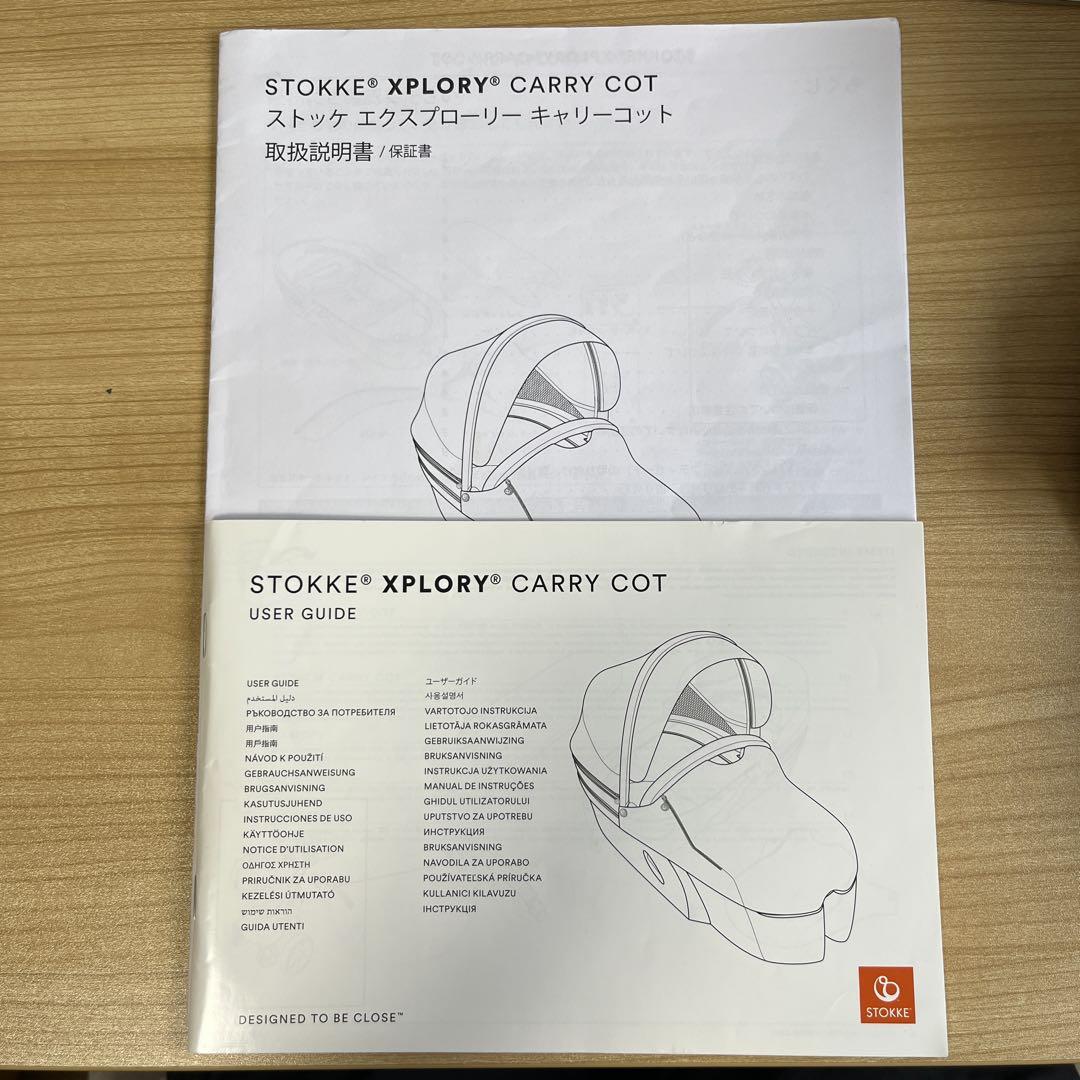 STOKKE® XPLORY® CARRY COT
ストッケ エクスプローリー キャリーコット
取扱説明書 / 保証書
STOKKE® XPLORY® CARRY COT
USER GUIDE
USER GUIDE
دليل المستخدم
РЪКОВОДСТВО ЗА ПОТРЕБИТЕЛЯ
用户指南
用戶指南
NÁVOD K POUŽITÍ
GEBRAUCHSANWEISUNG
BRUGSANVISNING
KASUTUSJUHEND
INSTRUCCIONES DE USO
KÄYTTÖOHJE
NOTICE D'UTILISATION
ΟΔΗΓΟΣ ΧΡΗΣΤΗ
PRIRUČNIK ZA UPORABU
KEZELÉSI ÚTMUTATÓ
הוראות שימוש
GUIDA UTENTI
ユーザーガイド
사용설명서
VARTOTOJO INSTRUKCIJA
LIETOTĀJA ROKASGRĀMATA
GEBRUIKSAANWIJZING
BRUKSANVISNING
INSTRUKCJA UŻYTKOWANIA
MANUAL DE INSTRUÇÕES
GHIDUL UTILIZATORULUI
UPUTSTVO ZA UPOTREBU
ИНСТРУКЦИЯ
BRUKSANVISNING
NAVODILA ZA UPORABO
POUŽÍVATEĽSKÁ PRÍRUČKA
KULLANICI KILAVUZU
ІНСТРУКЦІЯ
DESIGNED TO BE CLOSE™
STOKKE